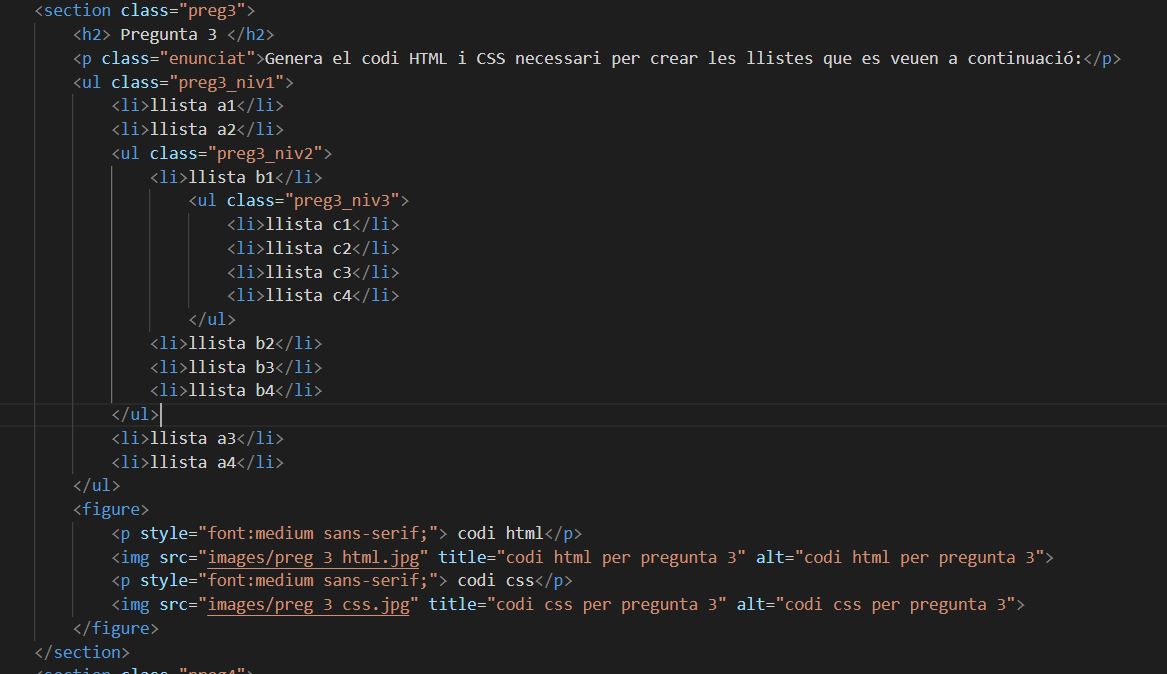 <section class="preg3">
<h2> Pregunta 3 </h2>
<p class="enunciat">Genera el codi HTML i CSS necessari per crear les llistes que es veuen a continuació:</p>
<ul class="preg3_niv1">
<li>llista a1</li>
<li>llista a2</li>
<ul class="preg3_niv2">
<li>llista b1</li>
<ul class="preg3_niv3">
<li>llista c1</li>
<li>llista c2</li>
<li>llista c3</li>
<li>llista c4</li>
</ul>
<li>llista b2</li>
<li>llista b3</li>
<li>llista b4</li>
</ul>
<li>llista a3</li>
<li>llista a4</li>
</ul>
<figure>
<p style="font:medium sans-serif;"> codi html</p>
<img src="images/preg 3 html.jpg" title="codi html per pregunta 3" alt="codi html per pregunta 3">
<p style="font:medium sans-serif;"> codi css</p>
<img src="images/preg 3 css.jpg" title="codi css per pregunta 3" alt="codi css per pregunta 3">
</figure>
</section>
<section class="preg4">